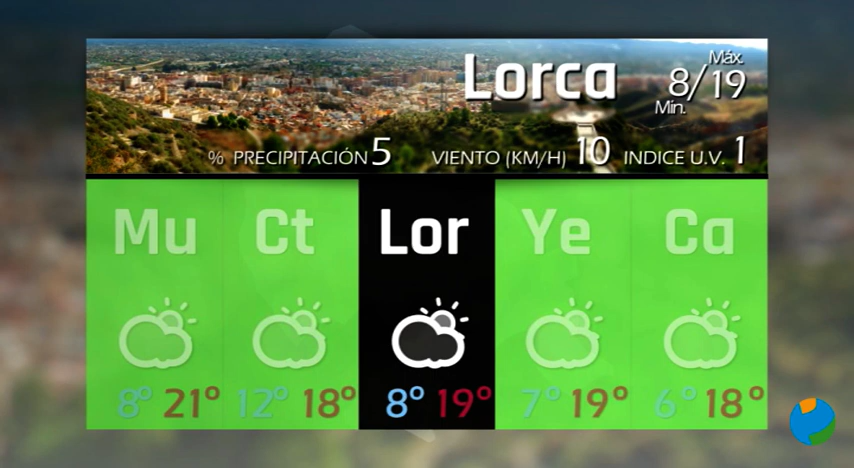 Lorca
Máx.
8/19
Mín.
% PRECIPITACIÓN 5 VIENTO (KM/H) 10 INDICE U.V. 1
Mu Ct Lor Ye Ca
8° 21° 12° 18° 8° 19° 7° 19° 6° 18°